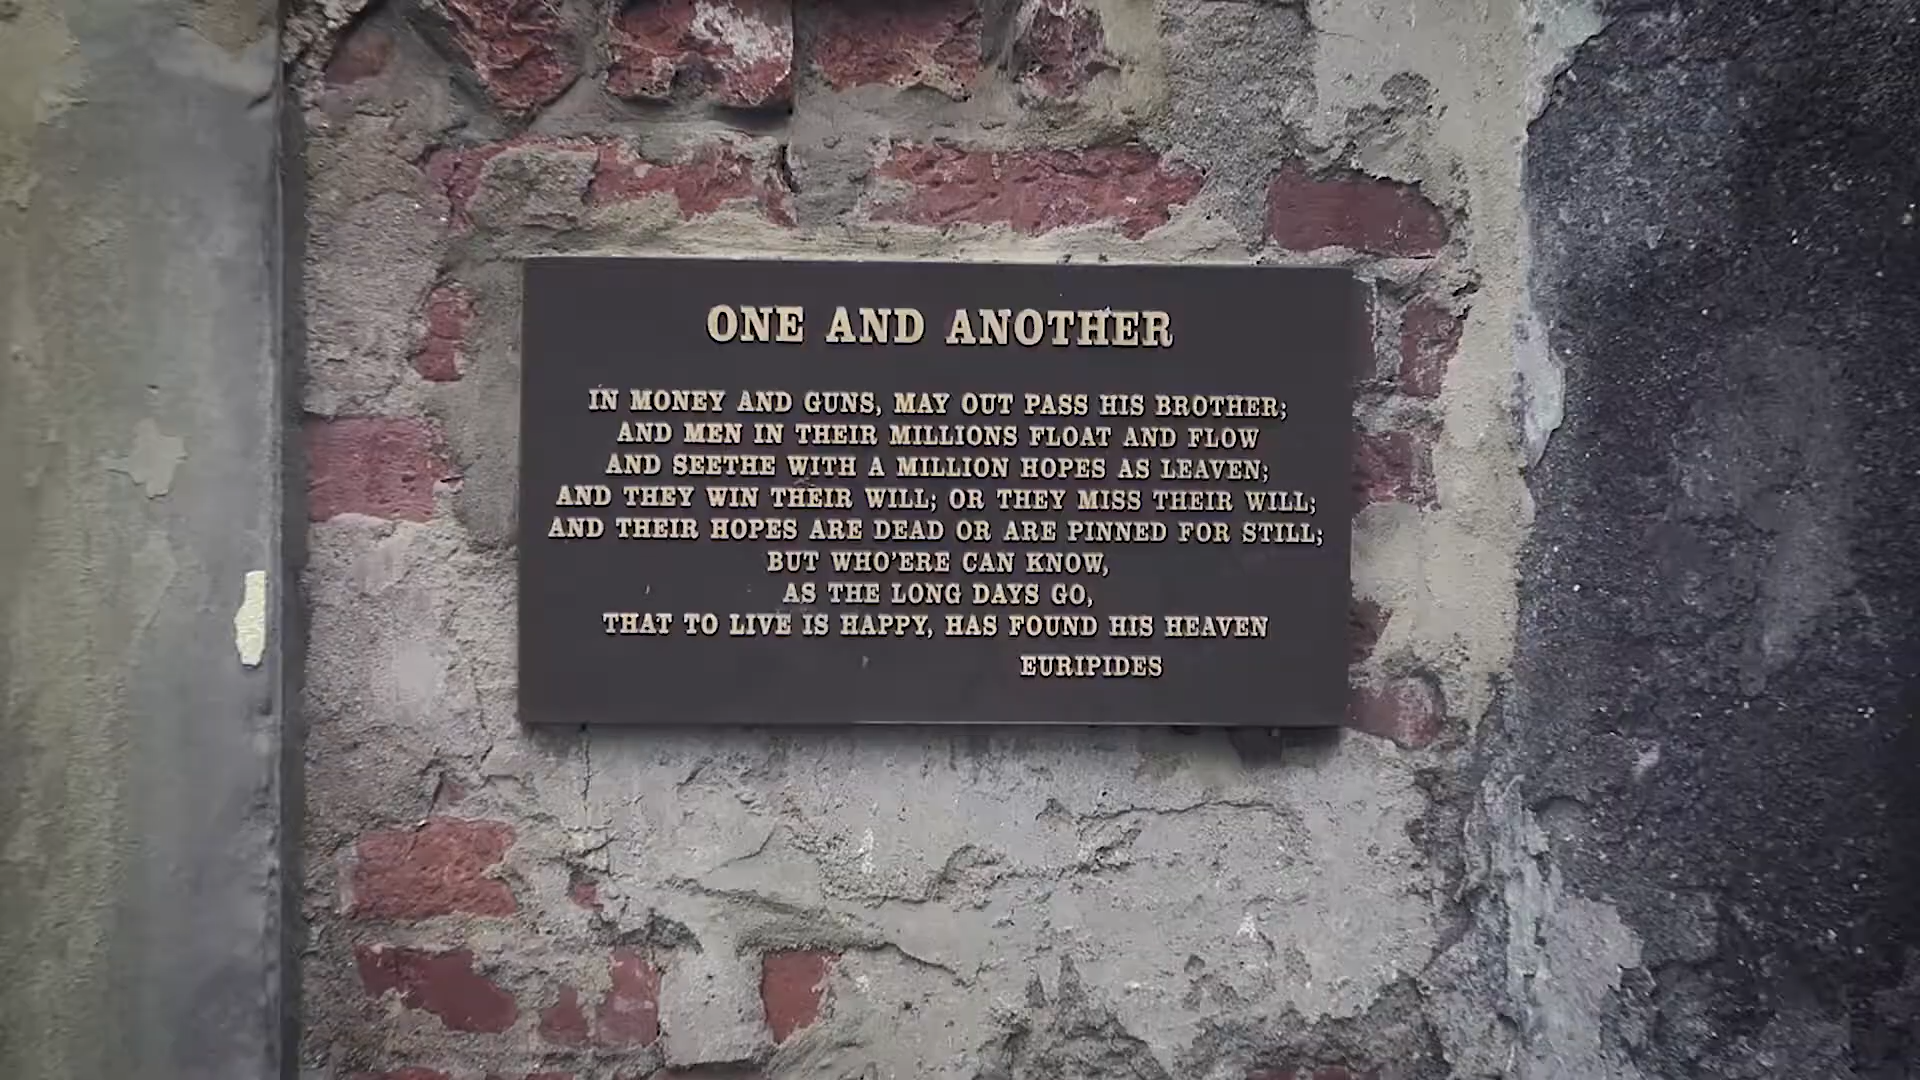 ONE AND ANOTHER
IN MONEY AND GUNS, MAY OUT PASS HIS BROTHER;
AND MEN IN THEIR MILLIONS FLOAT AND FLOW
AND SEETHE WITH A MILLION HOPES AS LEAVEN;
AND THEY WIN THEIR WILL; OR THEY MISS THEIR WILL;
AND THEIR HOPES ARE DEAD OR ARE PINNED FOR STILL;
BUT WHO'ERE CAN KNOW,
AS THE LONG DAYS GO,
THAT TO LIVE IS HAPPY, HAS FOUND HIS HEAVEN
EURIPIDES